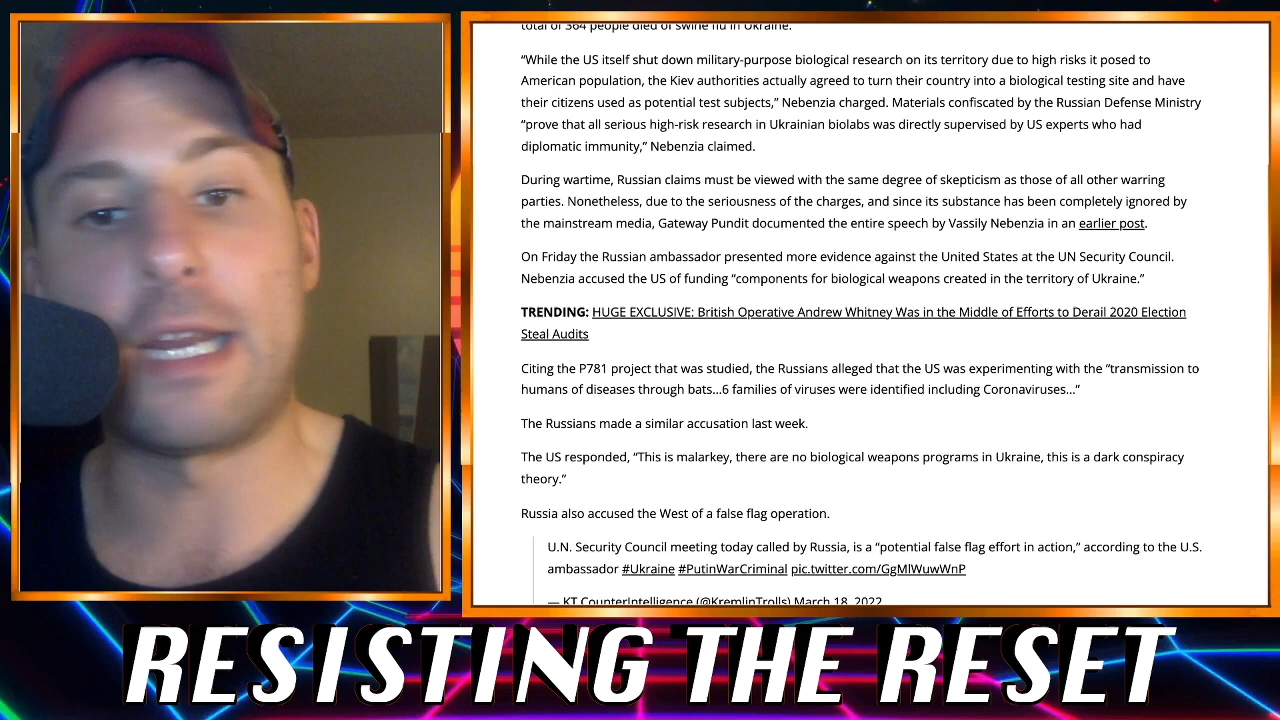 total of 364 people died of swine flu in Ukraine.
“While the US itself shut down military-purpose biological research on its territory due to high risks it posed to
American population, the Kiev authorities actually agreed to turn their country into a biological testing site and have
their citizens used as potential test subjects,” Nebenzia charged. Materials confiscated by the Russian Defense Ministry
“prove that all serious high-risk research in Ukrainian biolabs was directly supervised by US experts who had
diplomatic immunity,” Nebenzia claimed.
During wartime, Russian claims must be viewed with the same degree of skepticism as those of all other warring
parties. Nonetheless, due to the seriousness of the charges, and since its substance has been completely ignored by
the mainstream media, Gateway Pundit documented the entire speech by Vassily Nebenzia in an earlier post.
On Friday the Russian ambassador presented more evidence against the United States at the UN Security Council.
Nebenzia accused the US of funding “components for biological weapons created in the territory of Ukraine.”
TRENDING: HUGE EXCLUSIVE: British Operative Andrew Whitney Was in the Middle of Efforts to Derail 2020 Election
Steal Audits
Citing the P781 project that was studied, the Russians alleged that the US was experimenting with the “transmission to
humans of diseases through bats…6 families of viruses were identified including Coronaviruses…”
The Russians made a similar accusation last week.
The US responded, “This is malarkey, there are no biological weapons programs in Ukraine, this is a dark conspiracy
theory.”
Russia also accused the West of a false flag operation.
U.N. Security Council meeting today called by Russia, is a “potential false flag effort in action,” according to the U.S.
ambassador #Ukraine #PutinWarCriminal pic.twitter.com/GgMlWuwWnP
— KT CounterIntelligence (@KremlinTrolls) March 18, 2022
RESISTING THE RESET